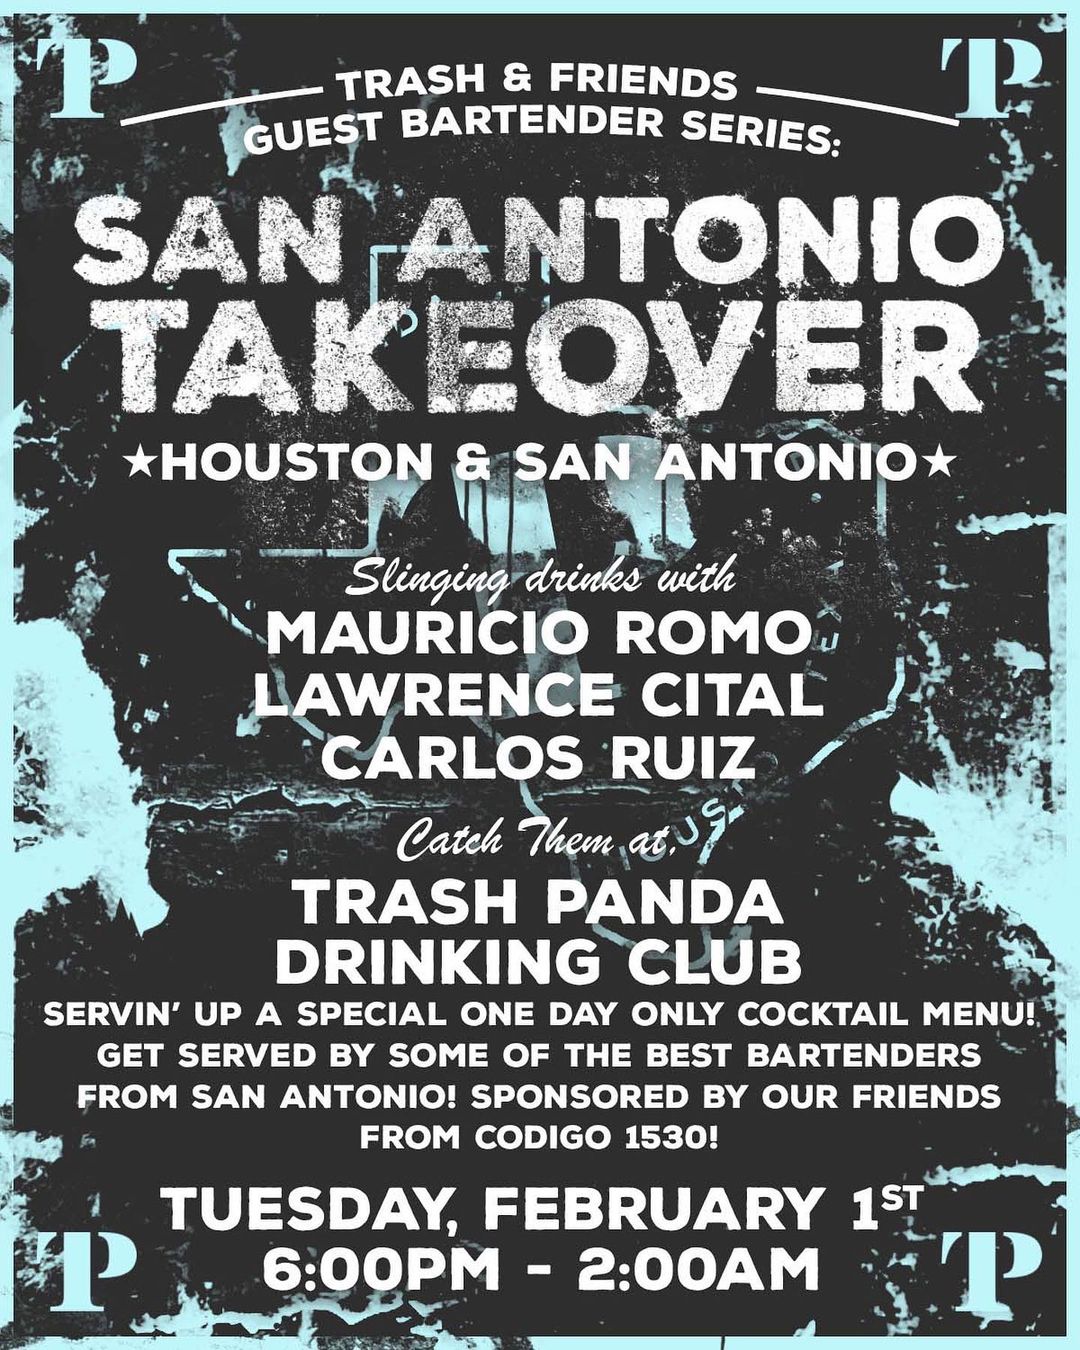 TP TP
TRASH & FRIENDS
GUEST BARTENDER SERIES:
SAN ANTONIO
TAKEOVER
★HOUSTON & SAN ANTONIO★
Slinging drinks with
MAURICIO ROMO
LAWRENCE CITAL
CARLOS RUIZ
Catch Them at,
TRASH PANDA
DRINKING CLUB
SERVIN' UP A SPECIAL ONE DAY ONLY COCKTAIL MENU!
GET SERVED BY SOME OF THE BEST BARTENDERS
FROM SAN ANTONIO! SPONSORED BY OUR FRIENDS
FROM CODIGO 1530!
TUESDAY, FEBRUARY 1ST
6:00PM - 2:00AM
TP TP